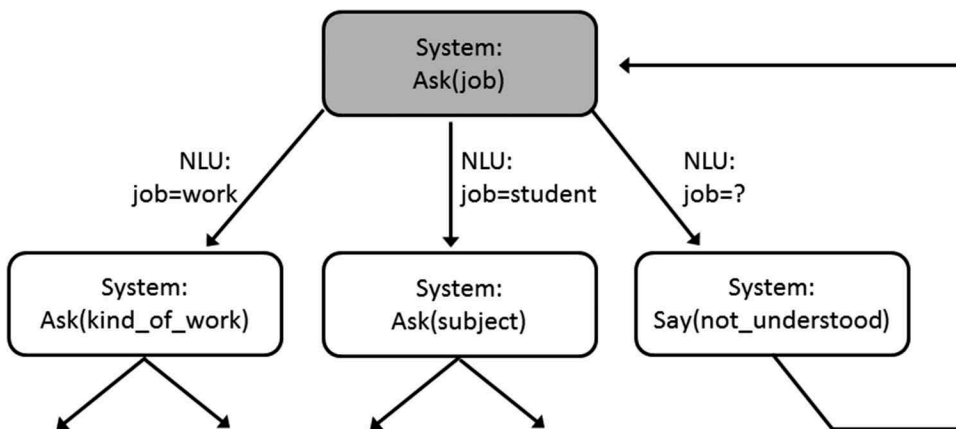 System:
Ask(job)
NLU:
job=work
NLU:
job=student
NLU:
job=?
System:
Ask(kind_of_work)
System:
Ask(subject)
System:
Say(not_understood)